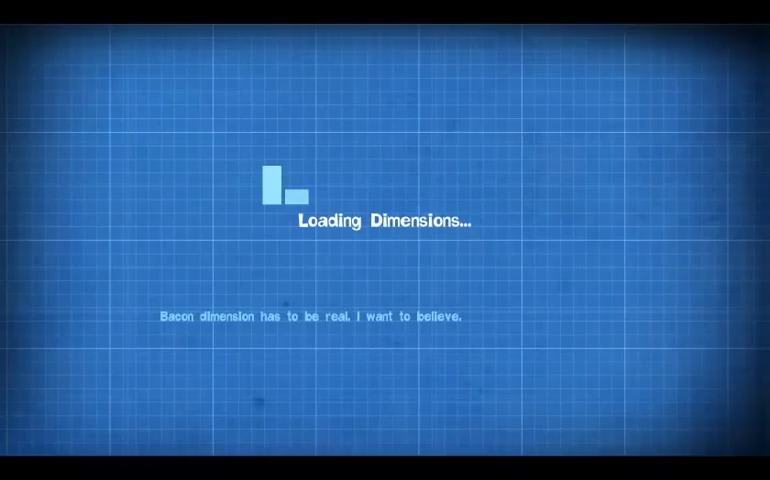 Loading Dimensions...
Bacon dimension has to be real. I want to believe.